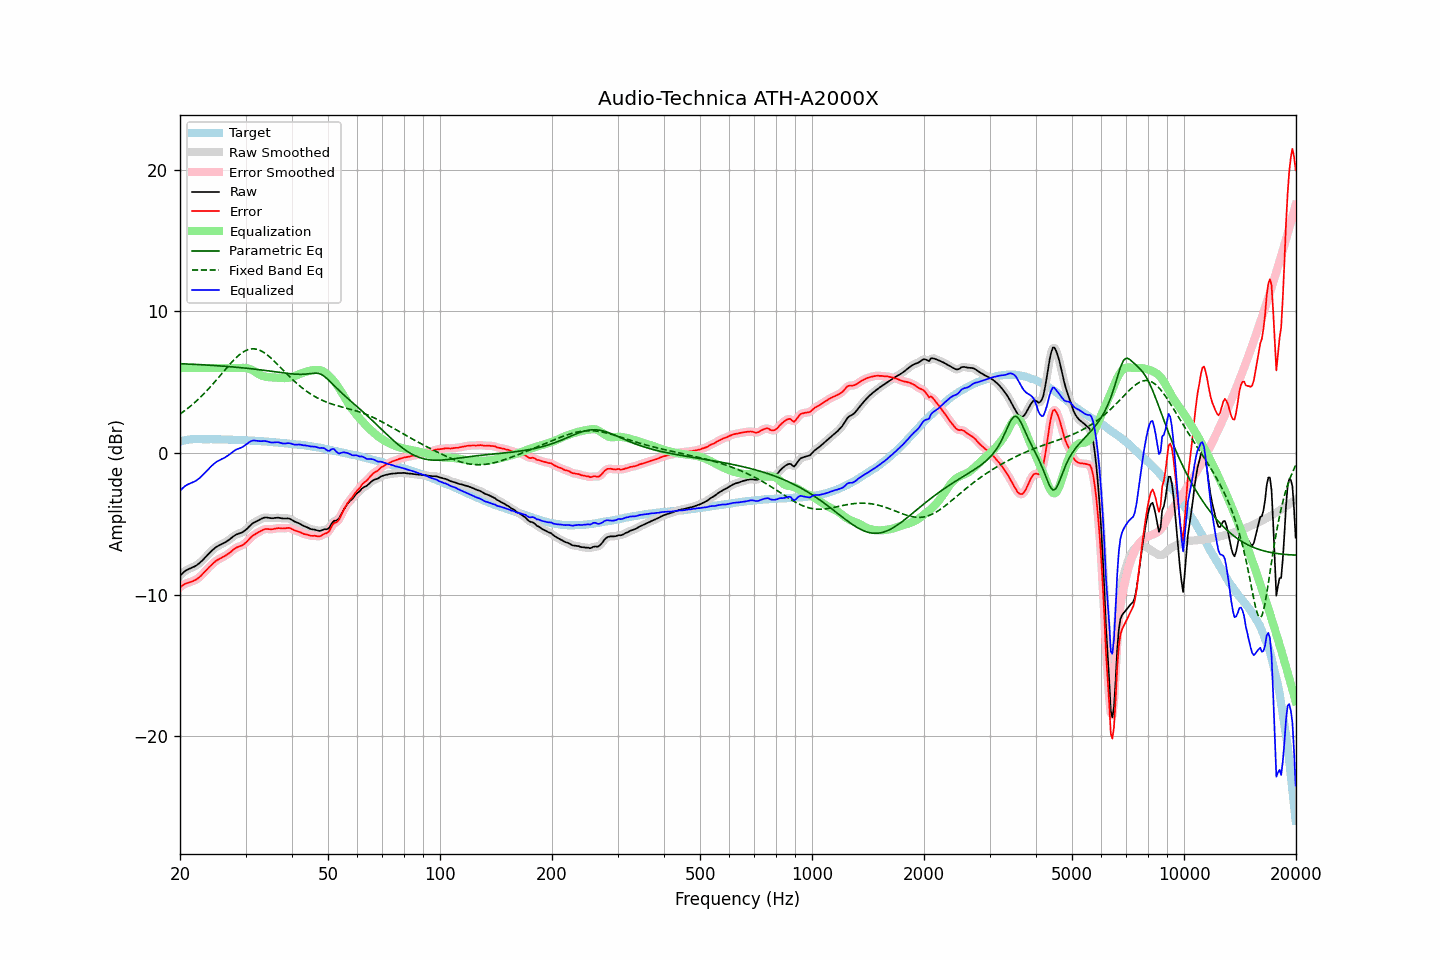 Audio-Technica ATH-A2000X
Target
Raw Smoothed
Error Smoothed
Raw
Error
Equalization
Parametric Eq
Fixed Band Eq
Equalized
Amplitude (dBr)
20
10
0
−10
−20
20 50 100 200 500 1000 2000 5000 10000 20000
Frequency (Hz)